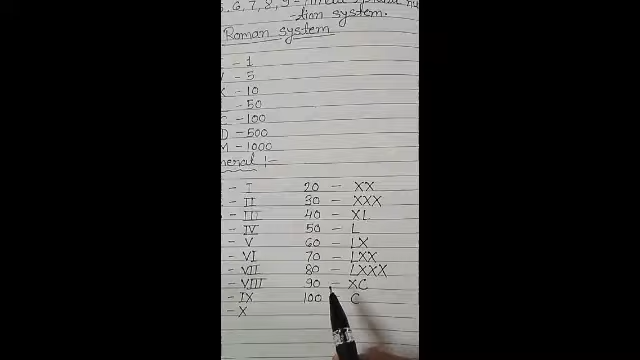 6, 7, 8, 9 -
-tion system.
Roman system
- 1
- 5
- 10
- 50
- 100
D - 500
M - 1000
neral :-
- I 20 - XX
- II 30 - XXX
- III 40 - XL
- IV 50 - L
- V 60 - LX
- VI 70 - LXX
- VII 80 - LXXX
- VIII 90 - XC
- IX 100 C
- X